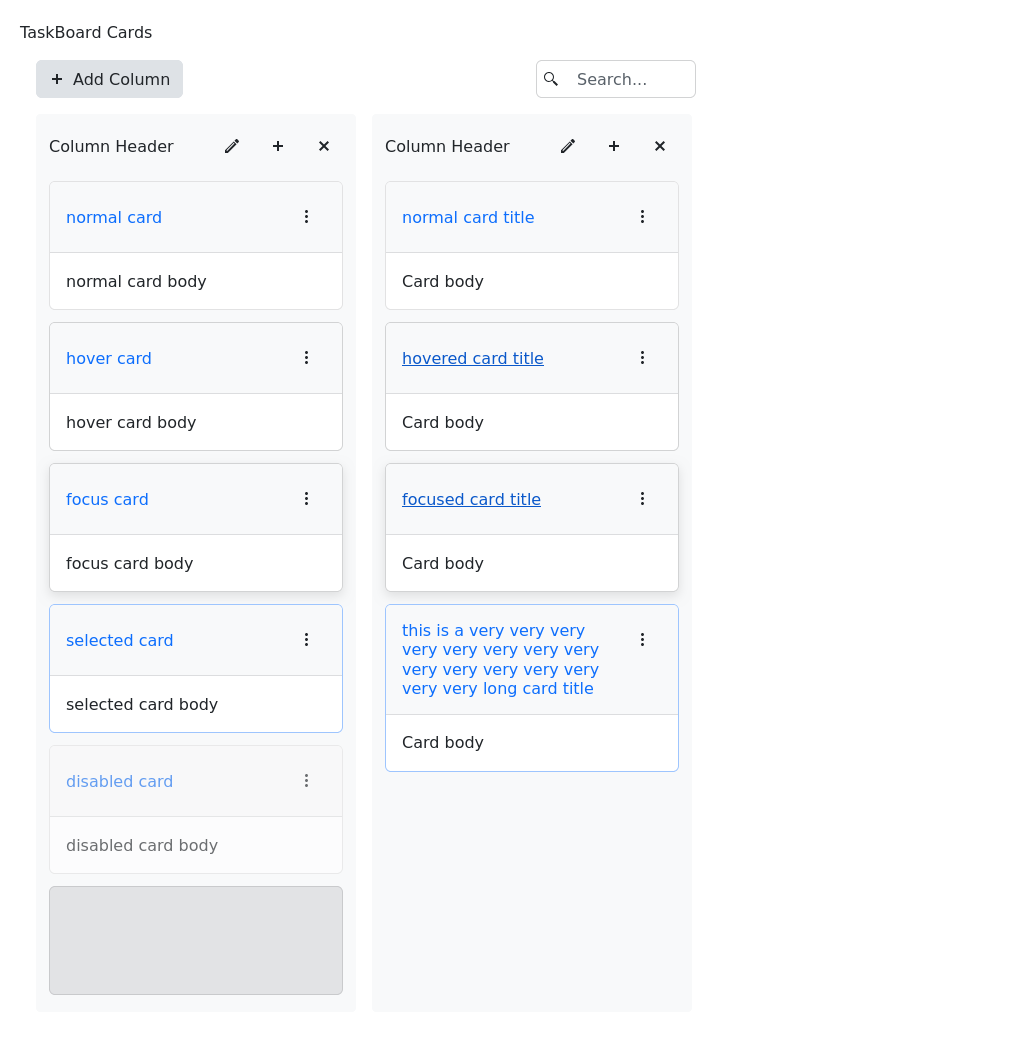 TaskBoard Cards
Add Column
Search...
Column Header
normal card
normal card body
hover card
hover card body
focus card
focus card body
selected card
selected card body
disabled card
disabled card body
Column Header
normal card title
Card body
hovered card title
Card body
focused card title
Card body
this is a very very very
very very very very very
very very very very very
very very long card title
Card body